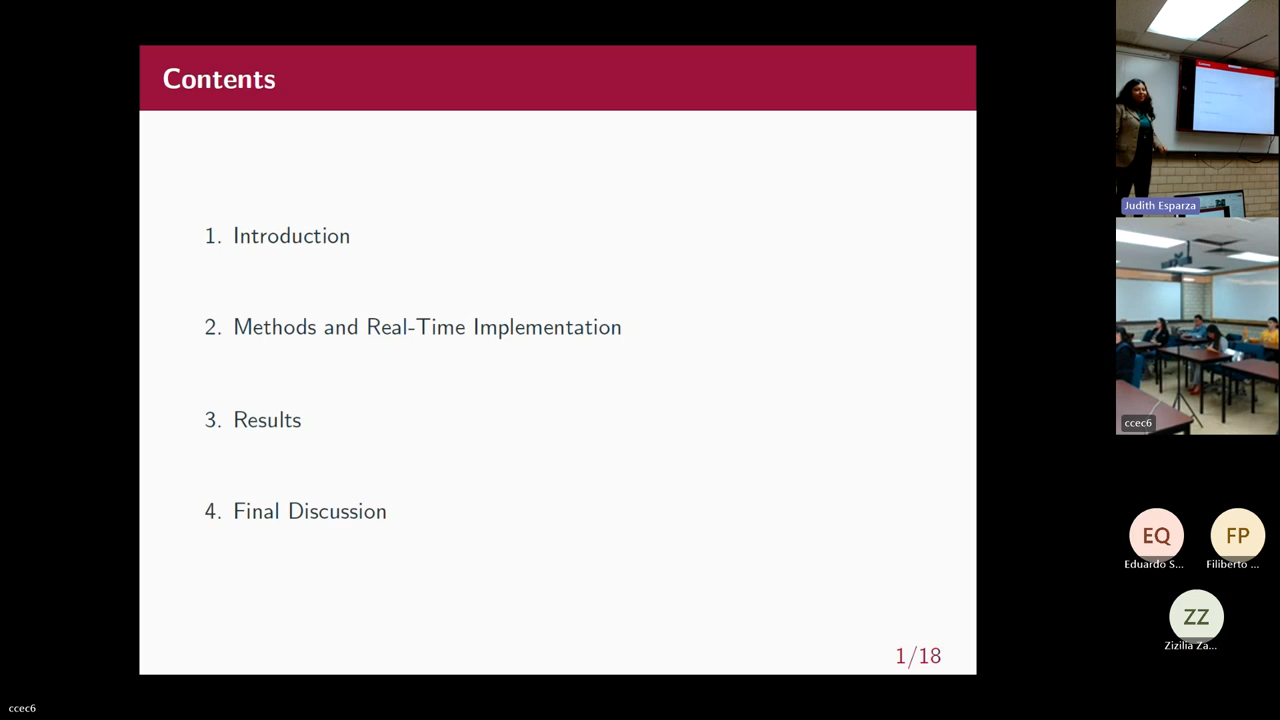 Contents
1. Introduction
2. Methods and Real-Time Implementation
3. Results
4. Final Discussion
1/18
Judith Esparza
ccec6
EQ
Eduardo S...
FP
Filiberto ...
ZZ
Zizilia Za...
ccec6